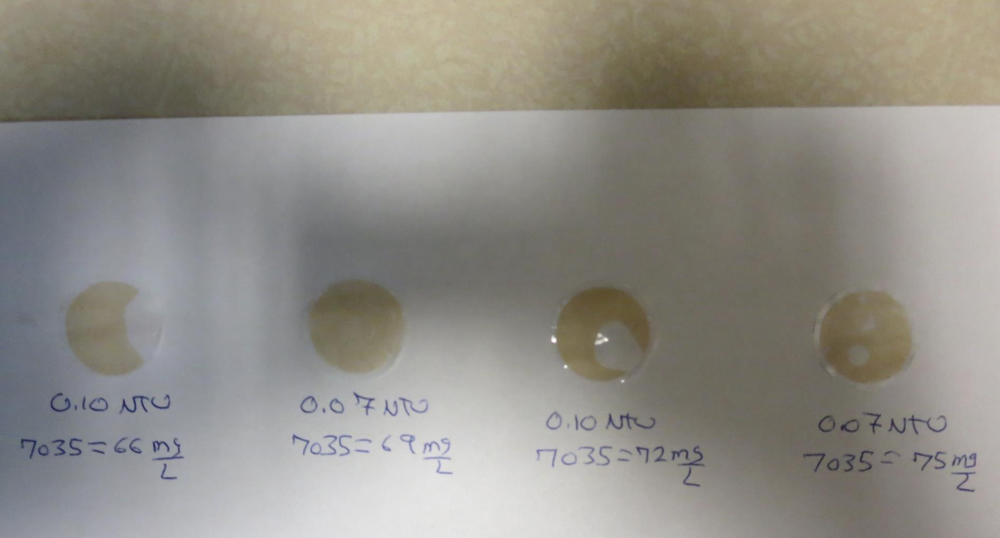 0.10 NTU
7035 = 66 mg/L
0.07 NTU
7035 = 69 mg/L
0.10 NTU
7035 = 72 mg/L
0.07 NTU
7035 = 75 mg/L